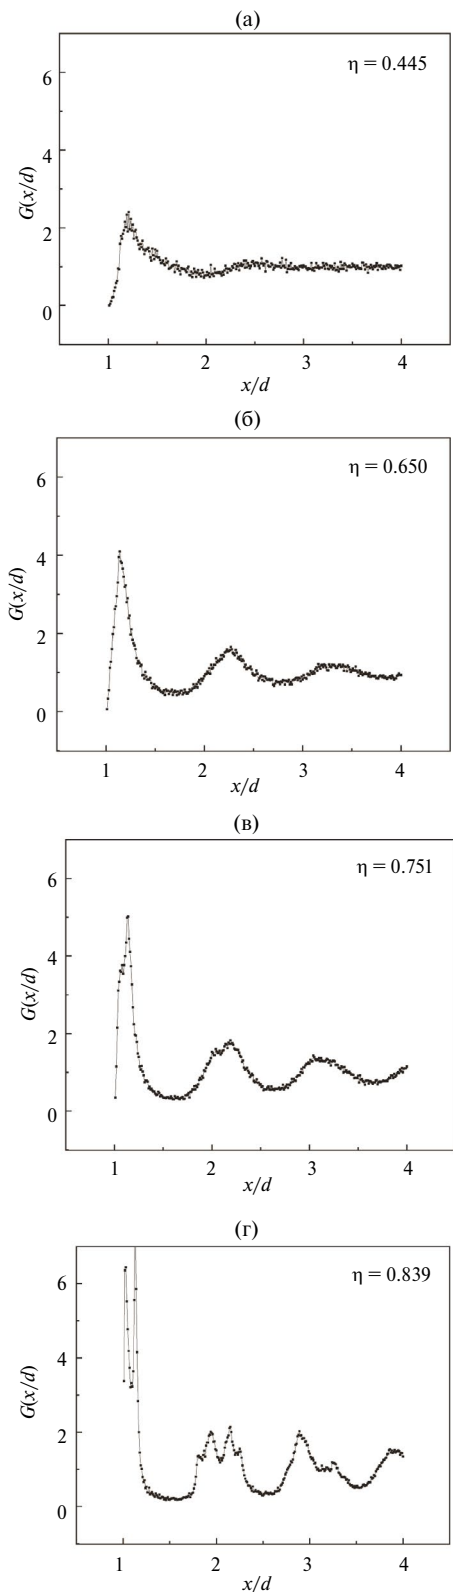 (а)
η = 0.445
6
4
2
0
G(x/d)
1 2 3 4
x/d
(б)
η = 0.650
6
4
2
0
G(x/d)
1 2 3 4
x/d
(в)
η = 0.751
6
4
2
0
G(x/d)
1 2 3 4
x/d
(г)
η = 0.839
6
4
2
0
G(x/d)
1 2 3 4
x/d